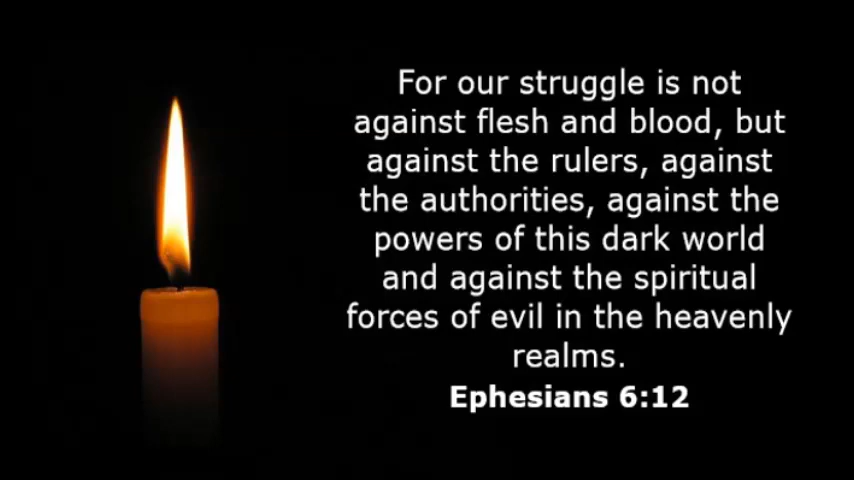 For our struggle is not
against flesh and blood, but
against the rulers, against
the authorities, against the
powers of this dark world
and against the spiritual
forces of evil in the heavenly
realms.
Ephesians 6:12